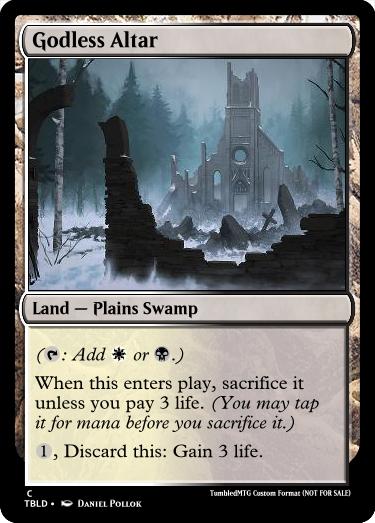 Godless Altar
Land — Plains Swamp
(: Add or .)
When this enters play, sacrifice it
unless you pay 3 life. (You may tap
it for mana before you sacrifice it.)
1, Discard this: Gain 3 life.
C
TBLD • Daniel Pollok
TumbledMTG Custom Format (NOT FOR SALE)